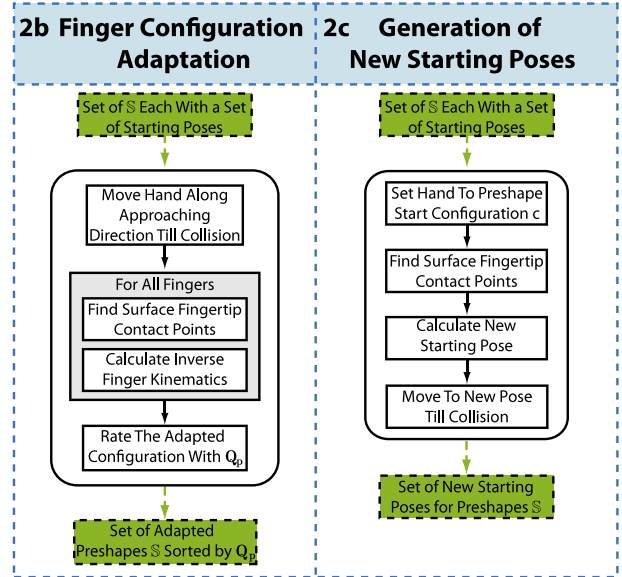 2b Finger Configuration
Adaptation
Set of 𝕊 Each With a Set
of Starting Poses
Move Hand Along
Approaching
Direction Till Collision
For All Fingers
Find Surface Fingertip
Contact Points
Calculate Inverse
Finger Kinematics
Rate The Adapted
Configuration With Qp
Set of Adapted
Preshapes 𝕊 Sorted by Qp
2c Generation of
New Starting Poses
Set of 𝕊 Each With a Set
of Starting Poses
Set Hand To Preshape
Start Configuration c
Find Surface Fingertip
Contact Points
Calculate New
Starting Pose
Move To New Pose
Till Collision
Set of New Starting
Poses for Preshapes 𝕊